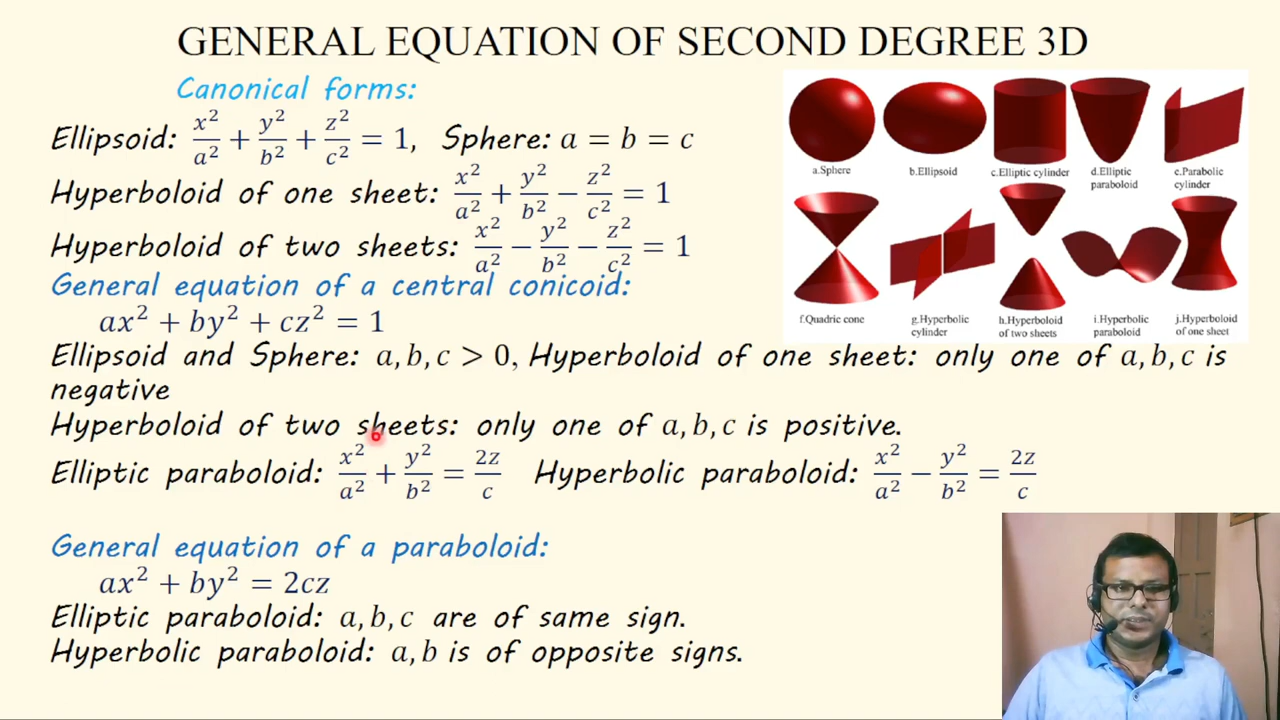 GENERAL EQUATION OF SECOND DEGREE 3D
Canonical forms:
Ellipsoid: x²/a² + y²/b² + z²/c² = 1, Sphere: a = b = c
Hyperboloid of one sheet: x²/a² + y²/b² − z²/c² = 1
Hyperboloid of two sheets: x²/a² − y²/b² − z²/c² = 1
General equation of a central conicoid:
ax² + by² + cz² = 1
Ellipsoid and Sphere: a, b, c > 0, Hyperboloid of one sheet: only one of a, b, c is
negative
Hyperboloid of two sheets: only one of a, b, c is positive.
Elliptic paraboloid: x²/a² + y²/b² = 2z/c Hyperbolic paraboloid: x²/a² − y²/b² = 2z/c
General equation of a paraboloid:
ax² + by² = 2cz
Elliptic paraboloid: a, b, c are of same sign.
Hyperbolic paraboloid: a, b is of opposite signs.
a.Sphere
b.Ellipsoid
c.Elliptic cylinder
d.Elliptic
paraboloid
e.Parabolic
cylinder
f.Quadric cone
g.Hyperbolic
cylinder
h.Hyperboloid
of two sheets
i.Hyperbolic
paraboloid
j.Hyperboloid
of one sheet